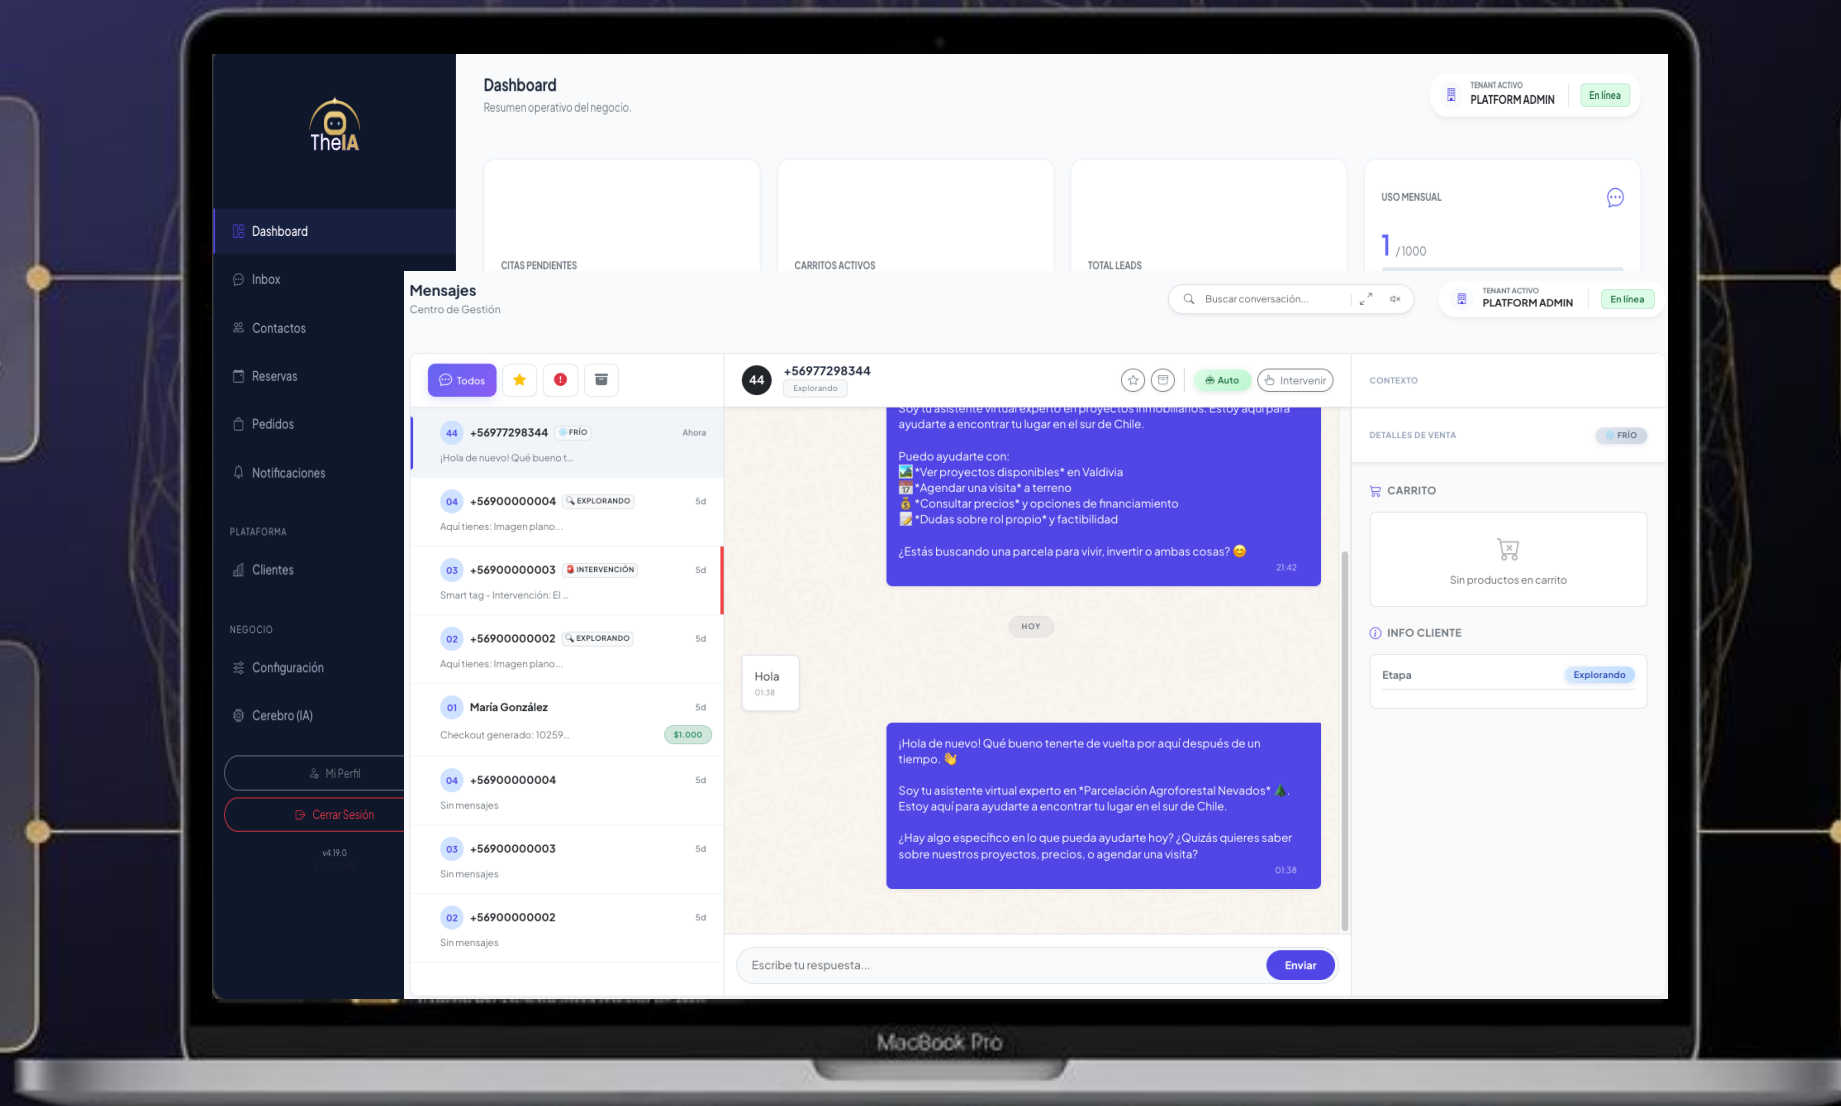 TheIA
Dashboard
Inbox
Contactos
Reservas
Pedidos
Notificaciones
PLATAFORMA
Clientes
NEGOCIO
Configuración
Cerebro (IA)
Mi Perfil
Cerrar Sesión
v4.19.0
Dashboard
Resumen operativo del negocio.
TENANT ACTIVO
PLATFORM ADMIN
En línea
CITAS PENDIENTES
CARRITOS ACTIVOS
TOTAL LEADS
USO MENSUAL
1 / 1000
Mensajes
Centro de Gestión
Buscar conversación...
TENANT ACTIVO
PLATFORM ADMIN
En línea
Todos
44 +56977298344 FRÍO Ahora
¡Hola de nuevo! Qué bueno t...
04 +56900000004 EXPLORANDO 5d
Aquí tienes: Imagen plano...
03 +56900000003 INTERVENCIÓN 5d
Smart tag - Intervención: El ...
02 +56900000002 EXPLORANDO 5d
Aquí tienes: Imagen plano...
01 María González 5d
Checkout generado: 10259... $1.000
04 +56900000004 5d
Sin mensajes
03 +56900000003 5d
Sin mensajes
02 +56900000002 5d
Sin mensajes
44 +56977298344
Explorando
Auto
Intervenir
Soy tu asistente virtual experto en proyectos inmobiliarios. Estoy aquí para
ayudarte a encontrar tu lugar en el sur de Chile.
Puedo ayudarte con:
🏞️ *Ver proyectos disponibles* en Valdivia
📅 *Agendar una visita* a terreno
💰 *Consultar precios* y opciones de financiamiento
📝 *Dudas sobre rol propio* y factibilidad
¿Estás buscando una parcela para vivir, invertir o ambas cosas? 😊
21:42
HOY
Hola
01:38
¡Hola de nuevo! Qué bueno tenerte de vuelta por aquí después de un
tiempo. 👋
Soy tu asistente virtual experto en *Parcelación Agroforestal Nevados* 🌲.
Estoy aquí para ayudarte a encontrar tu lugar en el sur de Chile.
¿Hay algo específico en lo que pueda ayudarte hoy? ¿Quizás quieres saber
sobre nuestros proyectos, precios, o agendar una visita?
01:38
Escribe tu respuesta...
Enviar
CONTEXTO
DETALLES DE VENTA
FRÍO
CARRITO
Sin productos en carrito
INFO CLIENTE
Etapa
Explorando
MacBook Pro